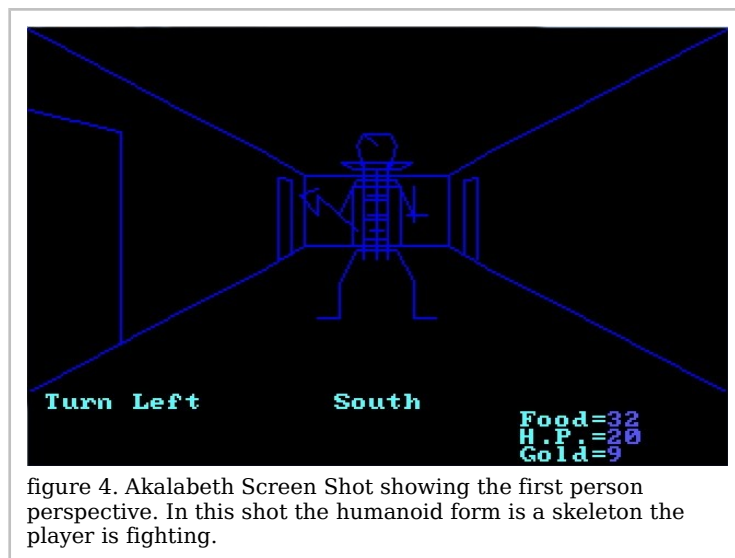 Turn Left South
Food=32
H.P.=20
Gold=9
figure 4. Akalabeth Screen Shot showing the first person
perspective. In this shot the humanoid form is a skeleton the
player is fighting.